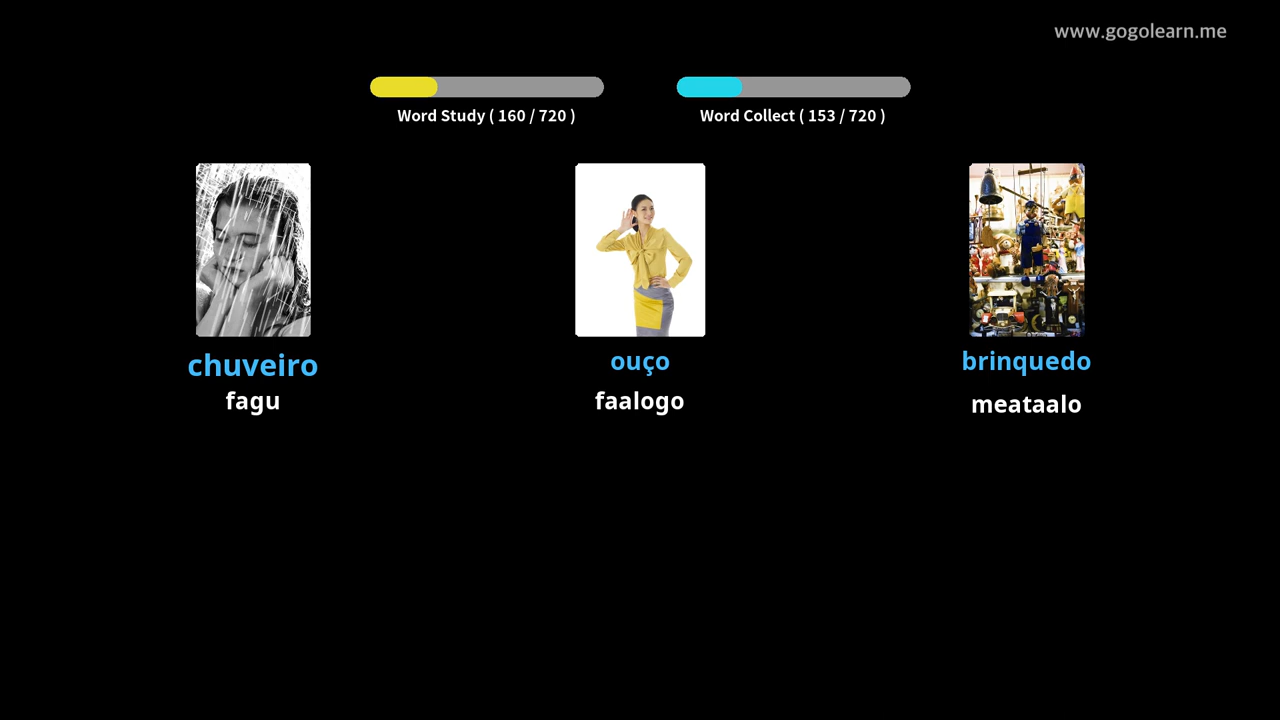 www.gogolearn.me
Word Study ( 160 / 720 )
Word Collect ( 153 / 720 )
chuveiro
ouço
brinquedo
fagu
faalogo
meataalo